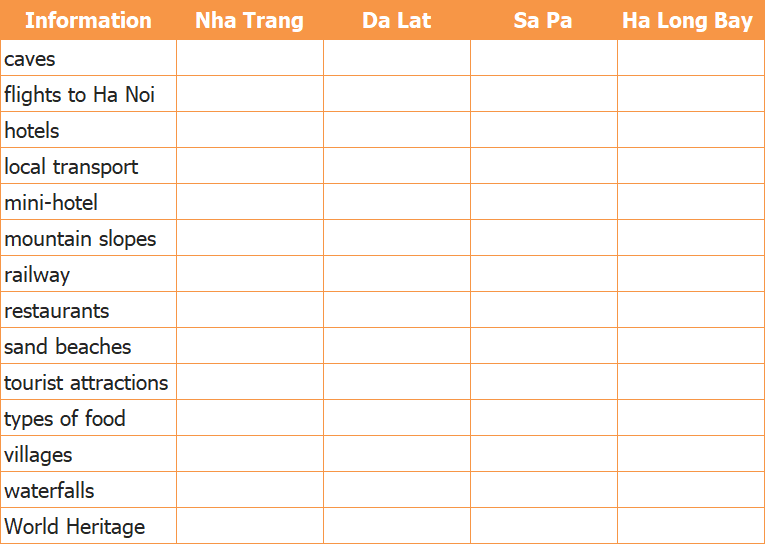 Information Nha Trang Da Lat Sa Pa Ha Long Bay
caves
flights to Ha Noi
hotels
local transport
mini-hotel
mountain slopes
railway
restaurants
sand beaches
tourist attractions
types of food
villages
waterfalls
World Heritage